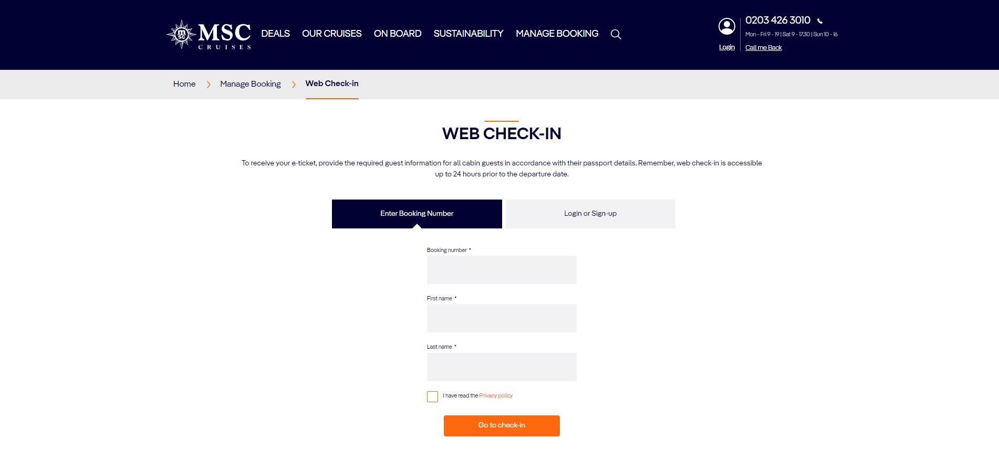 m
sc
MSC
CRUISES
DEALS
OUR CRUISES
ON BOARD
SUSTAINABILITY
MANAGE BOOKING
Login
0203 426 3010
Mon - Fri 9 - 19 | Sat 9 - 17.30 | Sun 10 - 16
Call me Back
Home
Manage Booking
Web Check-in
WEB CHECK-IN
To receive your e-ticket, provide the required guest information for all cabin guests in accordance with their passport details. Remember, web check-in is accessible
up to 24 hours prior to the departure date.
Enter Booking Number
Login or Sign-up
Booking number *
First name *
Last name *
I have read the Privacy policy
Go to check-in